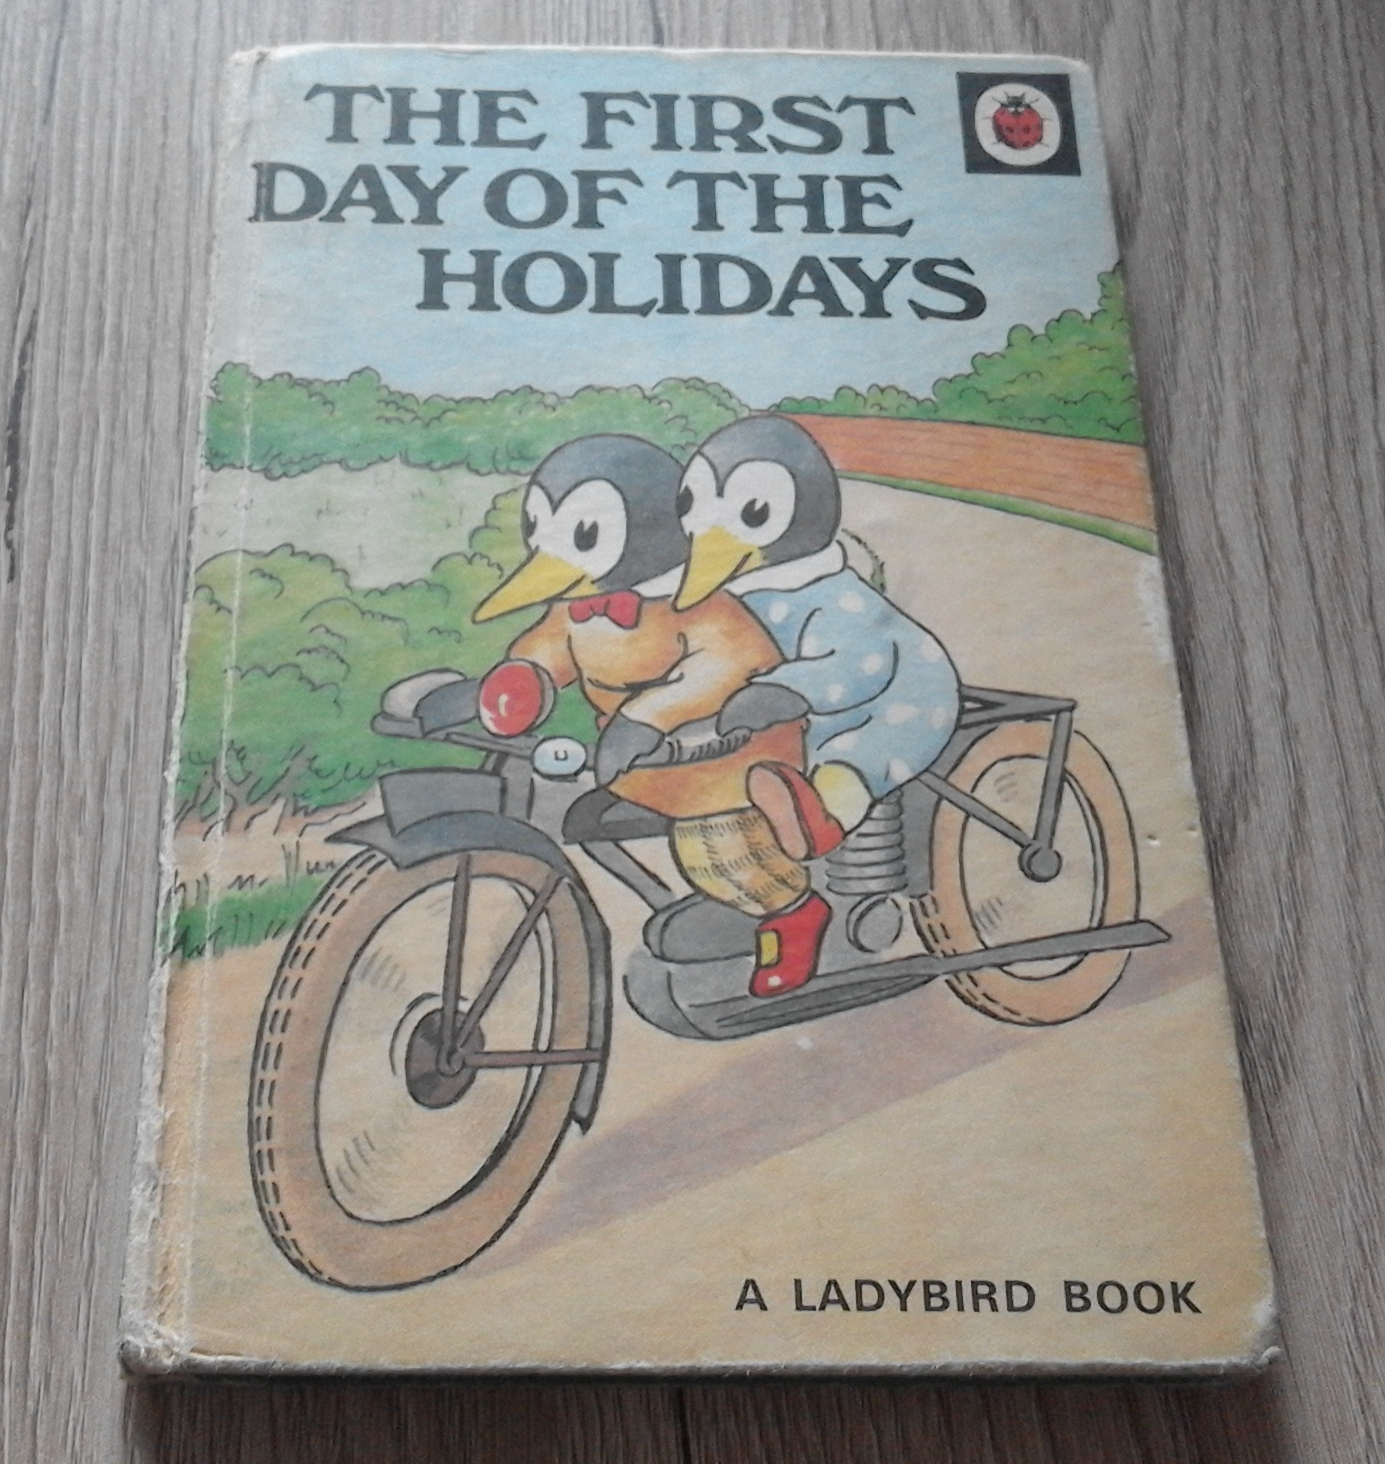 THE FIRST
DAY OF THE
HOLIDAYS
A LADYBIRD BOOK